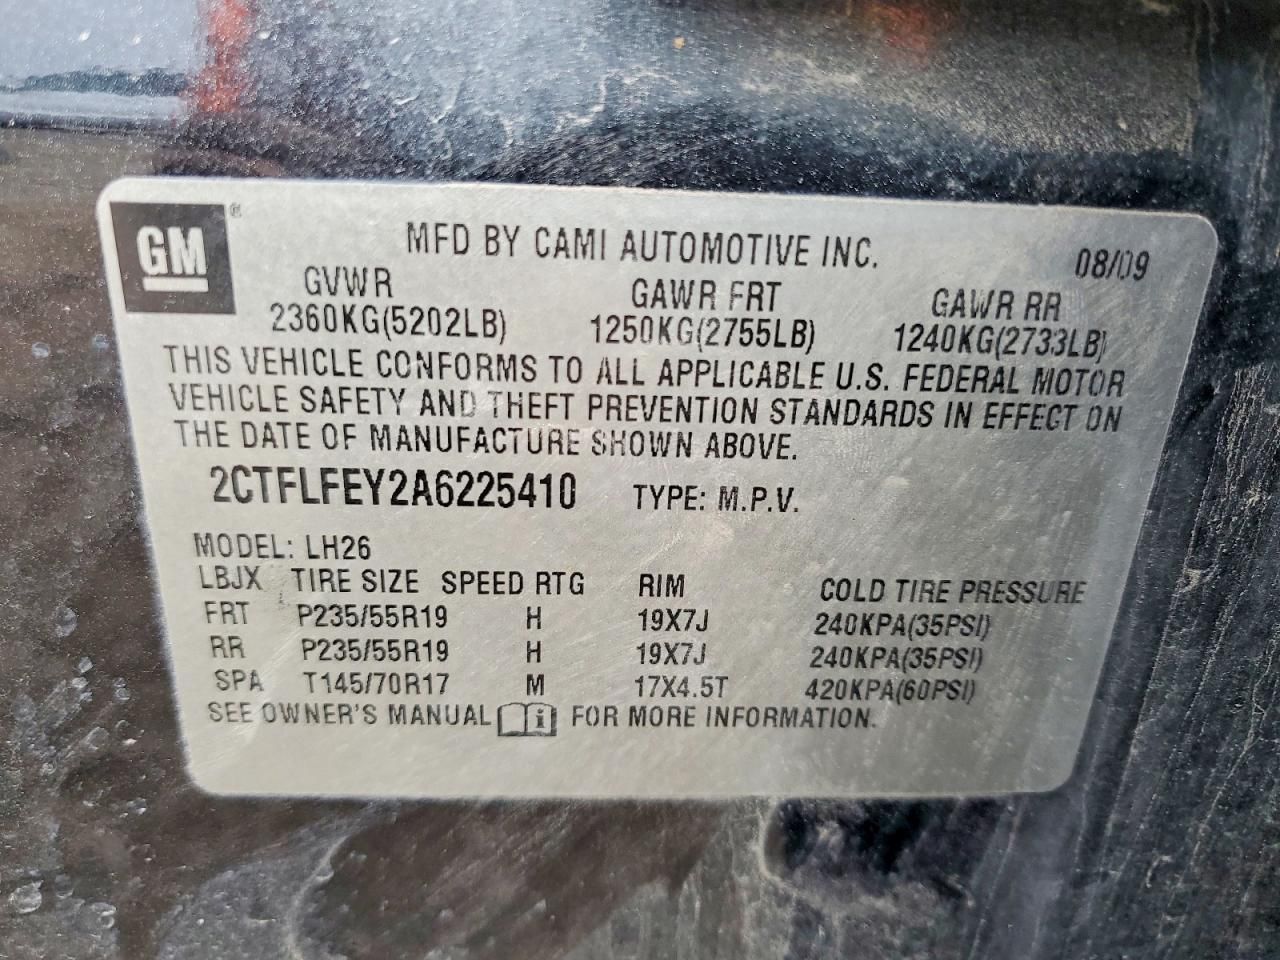 GM®
MFD BY CAMI AUTOMOTIVE INC. 08/09
GVWR GAWR FRT GAWR RR
2360KG(5202LB) 1250KG(2755LB) 1240KG(2733LB)
THIS VEHICLE CONFORMS TO ALL APPLICABLE U.S. FEDERAL MOTOR
VEHICLE SAFETY AND THEFT PREVENTION STANDARDS IN EFFECT ON
THE DATE OF MANUFACTURE SHOWN ABOVE.
2CTFLFEY2A6225410 TYPE: M.P.V.
MODEL: LH26
LBJX TIRE SIZE SPEED RTG RIM COLD TIRE PRESSURE
FRT P235/55R19 H 19X7J 240KPA(35PSI)
RR P235/55R19 H 19X7J 240KPA(35PSI)
SPA T145/70R17 M 17X4.5T 420KPA(60PSI)
SEE OWNER'S MANUAL i FOR MORE INFORMATION.